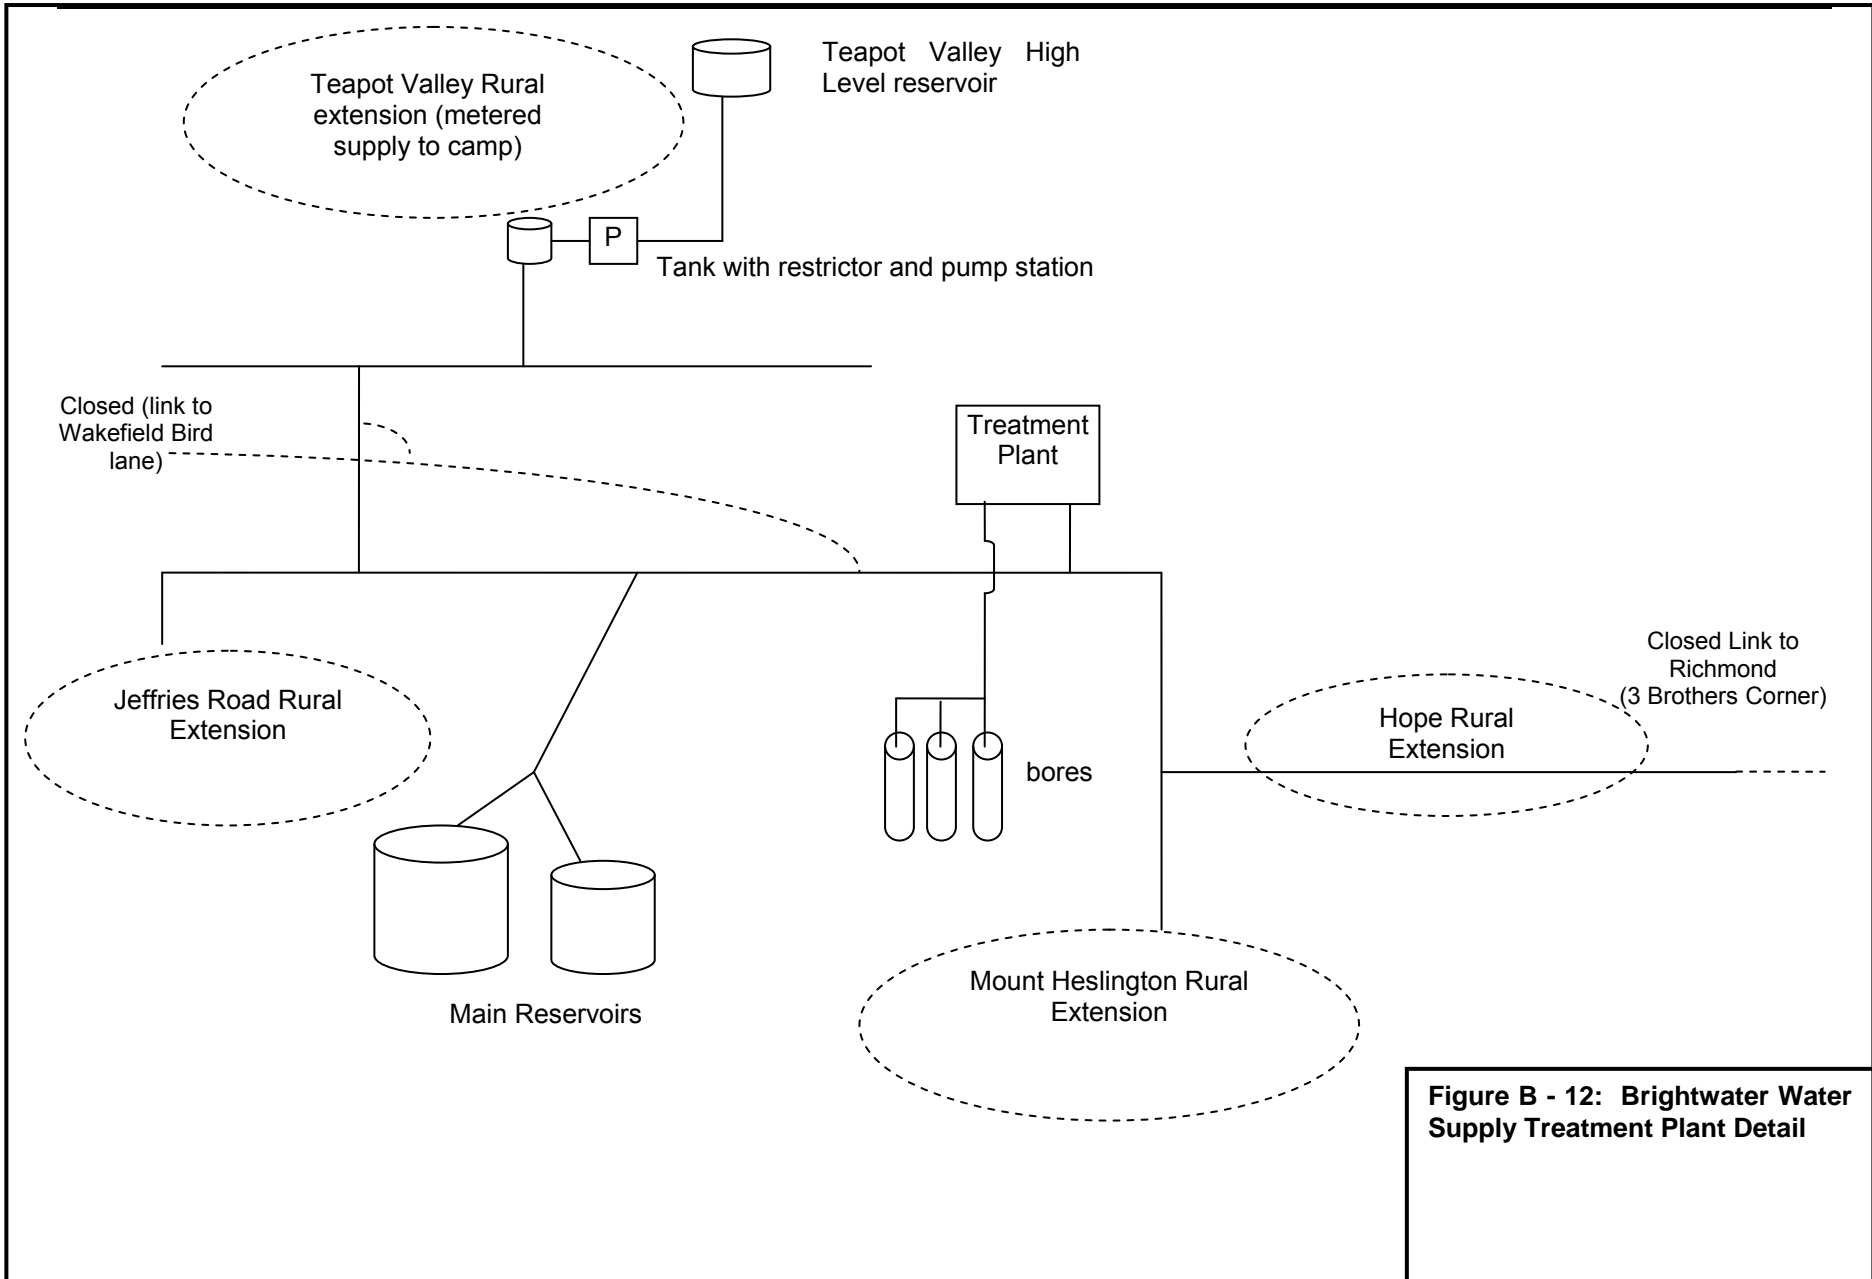 Teapot Valley High
Level reservoir
Teapot Valley Rural
extension (metered
supply to camp)
P
Tank with restrictor and pump station
Closed (link to
Wakefield Bird
lane)
Treatment
Plant
Jeffries Road Rural
Extension
Closed Link to
Richmond
(3 Brothers Corner)
Hope Rural
Extension
bores
Mount Heslington Rural
Extension
Main Reservoirs
Figure B - 12: Brightwater Water
Supply Treatment Plant Detail